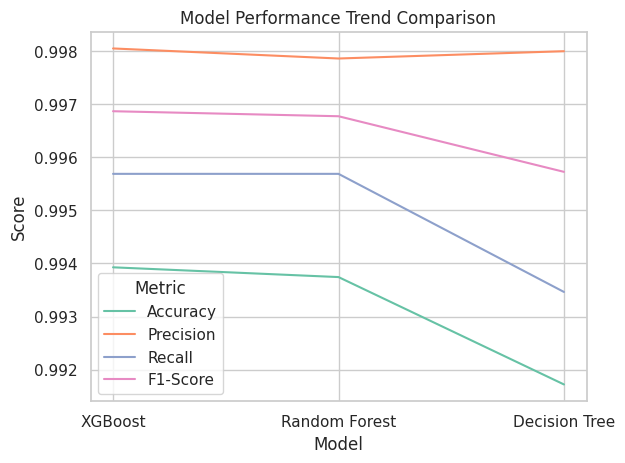 Model Performance Trend Comparison
0.998
0.997
0.996
0.995
0.994
0.993
0.992
Score
Metric
Accuracy
Precision
Recall
F1-Score
XGBoost
Random Forest
Decision Tree
Model